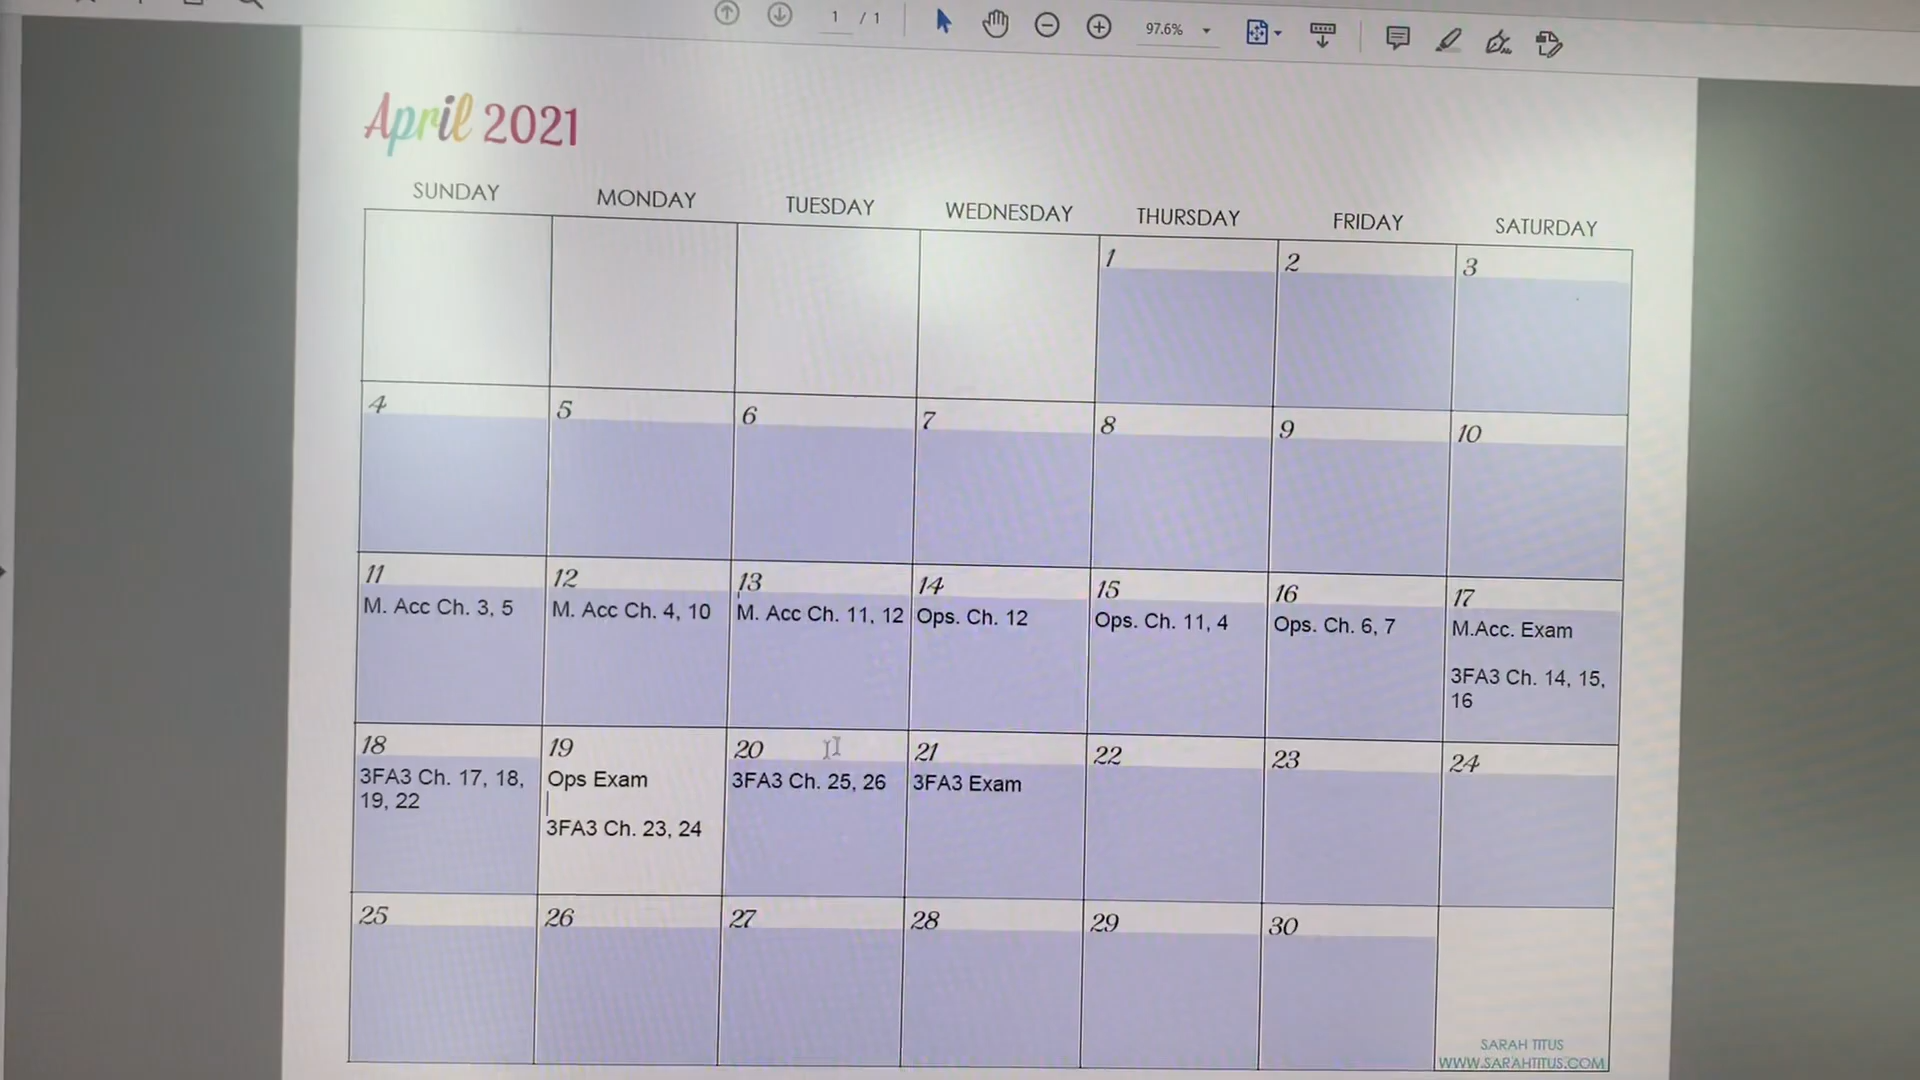 1 / 1
97.6%
April 2021
SUNDAY MONDAY TUESDAY WEDNESDAY THURSDAY FRIDAY SATURDAY
1 2 3
4 5 6 7 8 9 10
11 12 13 14 15 16 17
M. Acc Ch. 3, 5
M. Acc Ch. 4, 10
M. Acc Ch. 11, 12
Ops. Ch. 12
Ops. Ch. 11, 4
Ops. Ch. 6, 7
M.Acc. Exam
3FA3 Ch. 14, 15,
16
18 19 20 21 22 23 24
3FA3 Ch. 17, 18,
19, 22
Ops Exam
3FA3 Ch. 23, 24
3FA3 Ch. 25, 26
3FA3 Exam
25 26 27 28 29 30
SARAH TITUS
WWW.SARAHTITUS.COM